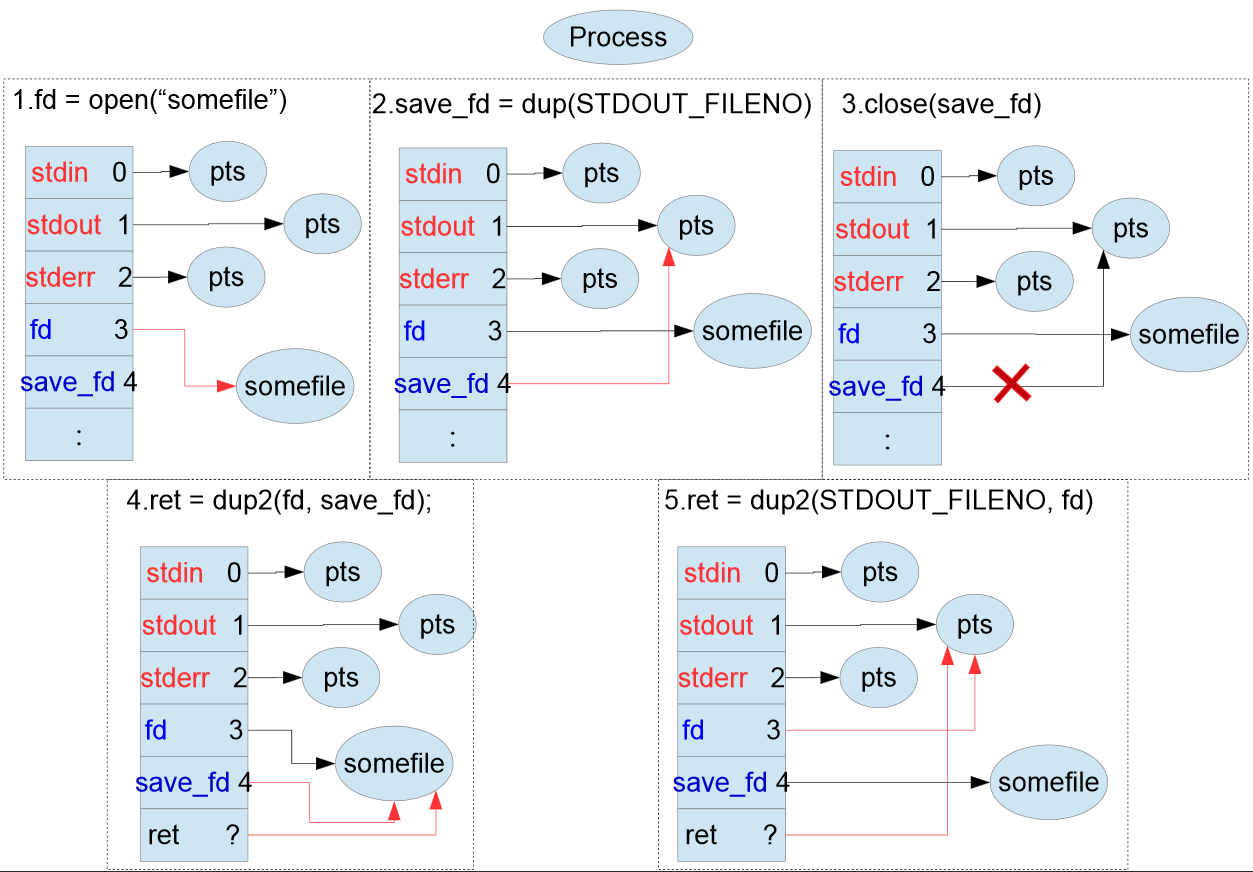 Process
1.fd = open(“somefile”)
stdin 0 pts
stdout 1 pts
stderr 2 pts
fd 3
save_fd 4 somefile
:
2.save_fd = dup(STDOUT_FILENO)
stdin 0 pts
stdout 1 pts
stderr 2 pts
fd 3 somefile
save_fd 4
:
3.close(save_fd)
stdin 0 pts
stdout 1 pts
stderr 2 pts
fd 3 somefile
save_fd 4
:
4.ret = dup2(fd, save_fd);
stdin 0 pts
stdout 1 pts
stderr 2 pts
fd 3
somefile
save_fd 4
ret ?
5.ret = dup2(STDOUT_FILENO, fd)
stdin 0 pts
stdout 1 pts
stderr 2 pts
fd 3
save_fd 4 somefile
ret ?